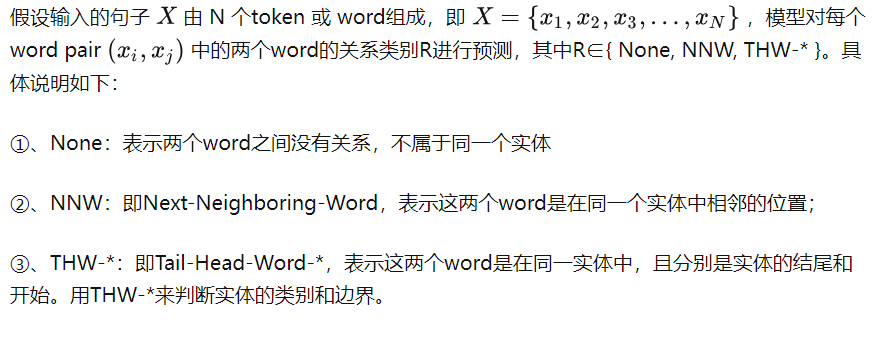 假设输入的句子 X 由 N 个token 或 word组成，即 X = {x₁, x₂, x₃, . . . , x_N} ，模型对每个
word pair (x_i, x_j) 中的两个word的关系类别R进行预测，其中R∈{ None, NNW, THW-* }。具
体说明如下：
①、None：表示两个word之间没有关系，不属于同一个实体
②、NNW：即Next-Neighboring-Word，表示这两个word是在同一个实体中相邻的位置；
③、THW-*：即Tail-Head-Word-*，表示这两个word是在同一实体中，且分别是实体的结尾和
开始。用THW-*来判断实体的类别和边界。